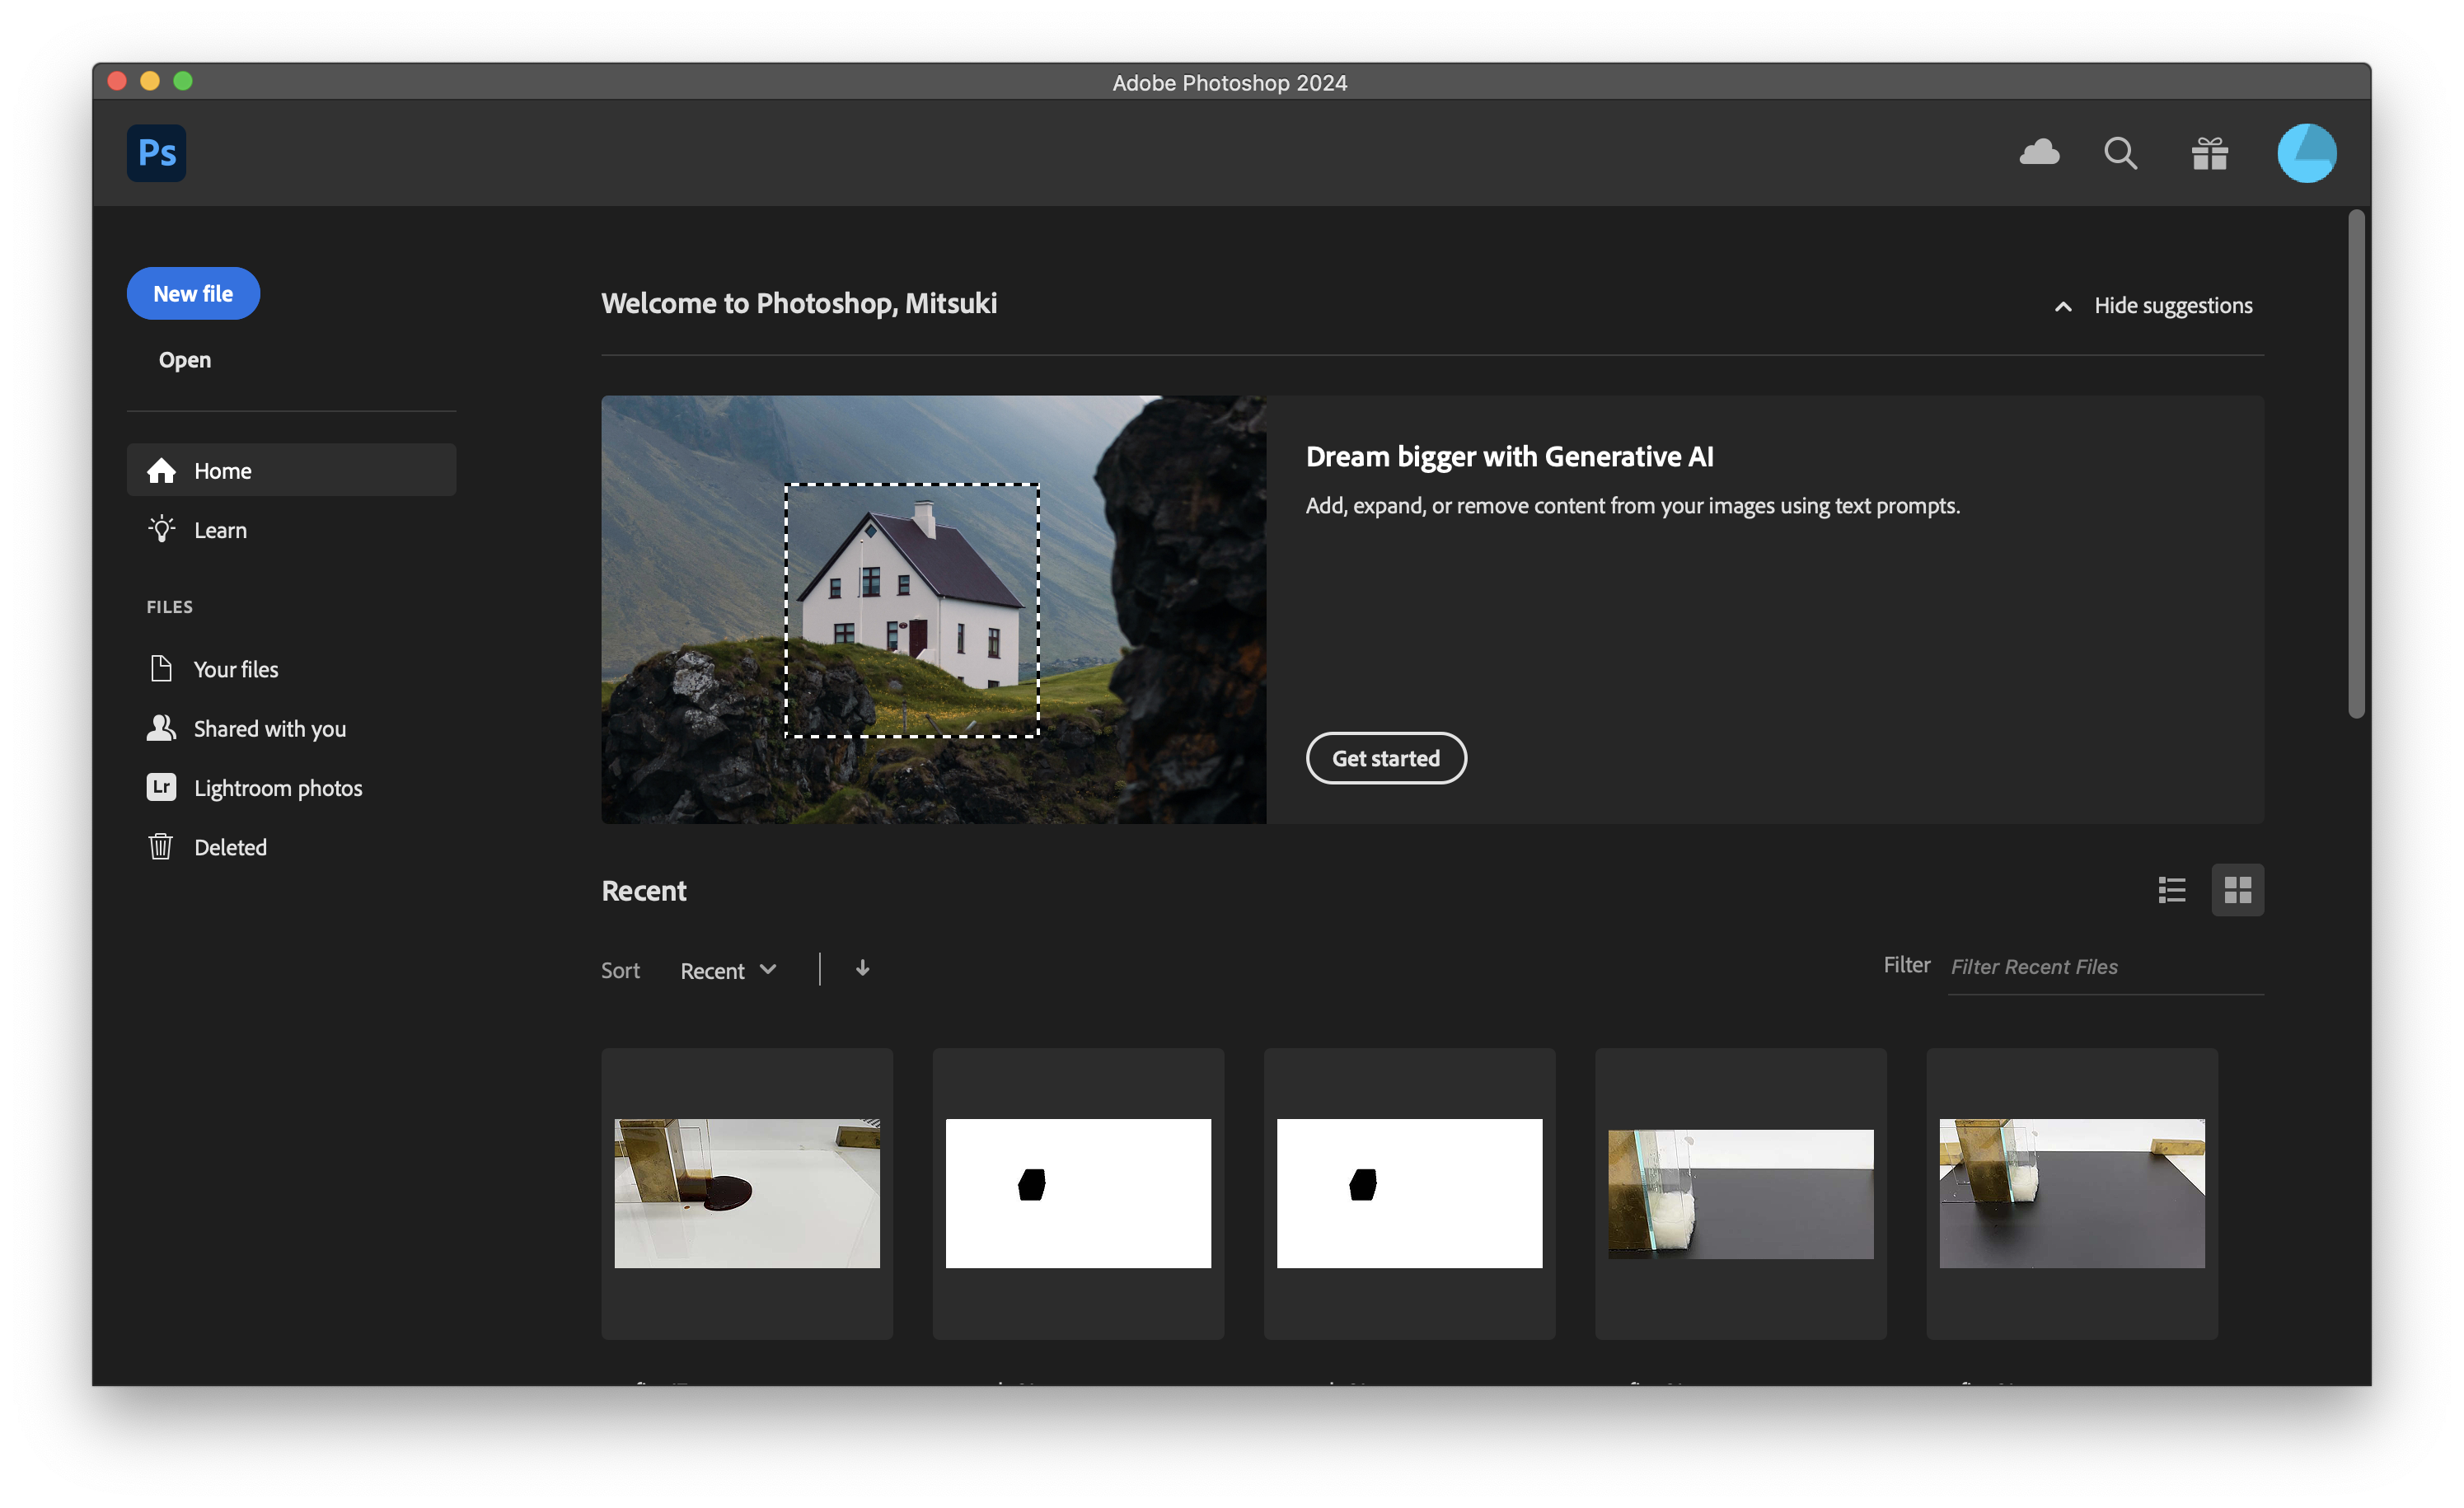 Adobe Photoshop 2024
Ps
New file
Open
Home
Learn
FILES
Your files
Shared with you
Lr Lightroom photos
Deleted
Welcome to Photoshop, Mitsuki
Hide suggestions
Dream bigger with Generative AI
Add, expand, or remove content from your images using text prompts.
Get started
Recent
Sort Recent
Filter Filter Recent Files